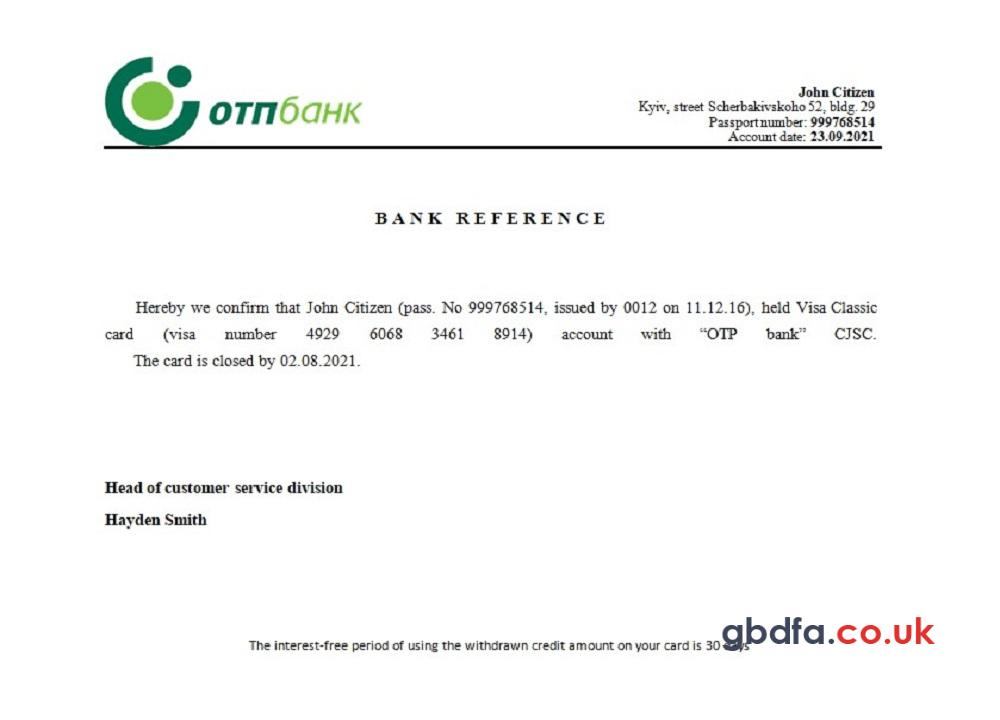 отпбанк
John Citizen
Kyiv, street Scherbakivskoho 52, bldg. 29
Passport number: 999768514
Account date: 23.09.2021
BANK REFERENCE
Hereby we confirm that John Citizen (pass. No 999768514, issued by 0012 on 11.12.16), held Visa Classic
card (visa number 4929 6068 3461 8914) account with “OTP bank” CJSC.
The card is closed by 02.08.2021.
Head of customer service division
Hayden Smith
gbdfa.co.uk
The interest-free period of using the withdrawn credit amount on your card is 30 days